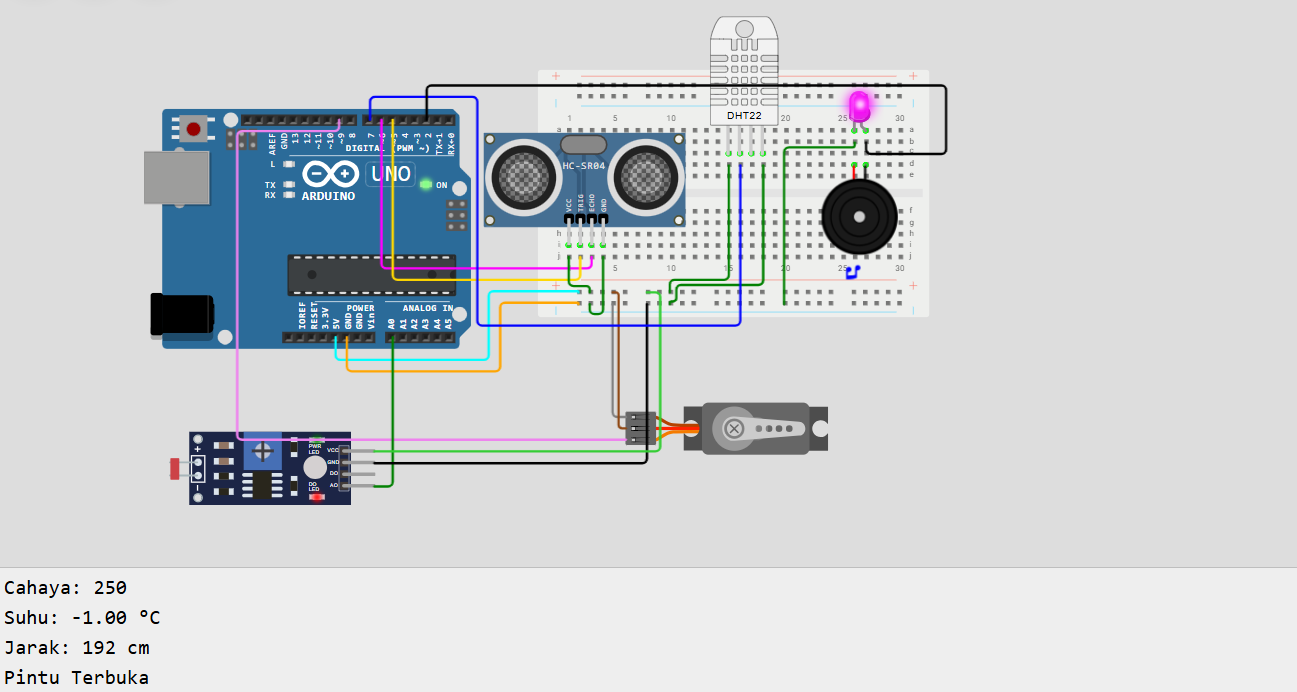 DHT22
1 5 10 15 20 25 30
a
b
c
d
e
f
g
h
i
j
5 10 15 20 25 30
HC-SR04
VCC
TRIG
ECHO
GND
AREF
GND
13
12
~11
~10
~9
8
7
~6
~5
4
~3
2
TX→1
RX←0
DIGITAL (PWM ~)
L
TX
RX
UNO
ON
ARDUINO
IOREF
RESET
3.3V
5V
GND
GND
Vin
POWER
ANALOG IN
A0
A1
A2
A3
A4
A5
PWR
LED
DO
LED
VCC
GND
DO
AO
Cahaya: 250
Suhu: -1.00 °C
Jarak: 192 cm
Pintu Terbuka